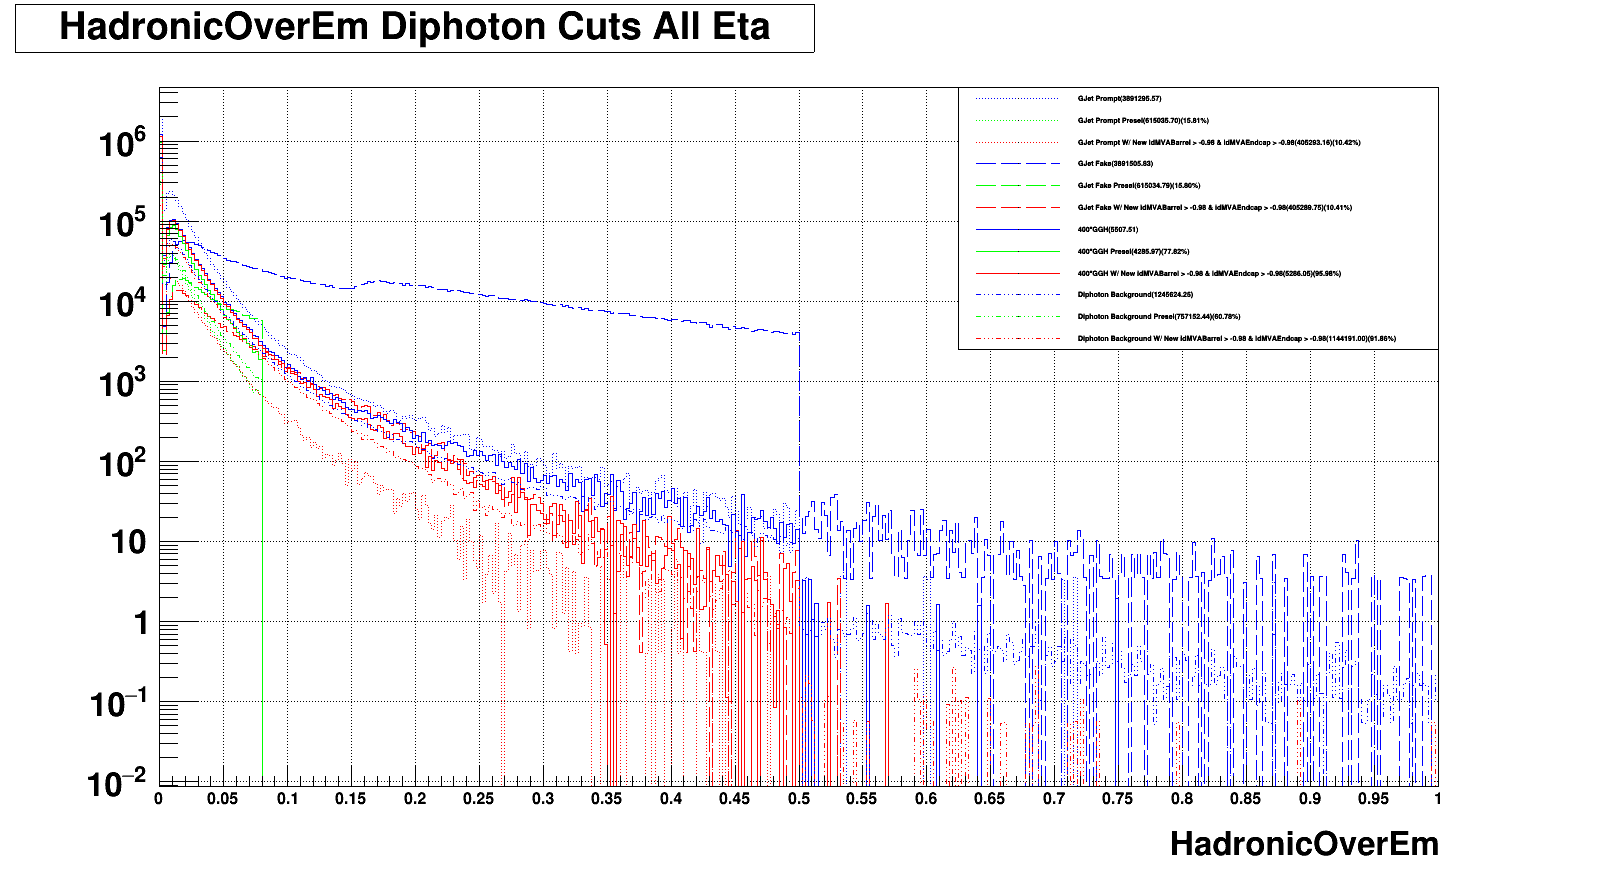 HadronicOverEm Diphoton Cuts All Eta
GJet Prompt(3891295.57)
GJet Prompt Presel(615035.70)(15.81%)
GJet Prompt W/ New IdMVABarrel > -0.98 & IdMVAEndcap > -0.98(405293.16)(10.42%)
GJet Fake(3891505.83)
GJet Fake Presel(615034.79)(15.80%)
GJet Fake W/ New IdMVABarrel > -0.98 & IdMVAEndcap > -0.98(405289.75)(10.41%)
400*GGH(5507.51)
400*GGH Presel(4285.97)(77.82%)
400*GGH W/ New IdMVABarrel > -0.98 & IdMVAEndcap > -0.98(5286.05)(95.98%)
Diphoton Background(1245624.25)
Diphoton Background Presel(757152.44)(60.78%)
Diphoton Background W/ New IdMVABarrel > -0.98 & IdMVAEndcap > -0.98(1144191.00)(91.86%)
10^6
10^5
10^4
10^3
10^2
10
1
10^−1
10^−2
0 0.05 0.1 0.15 0.2 0.25 0.3 0.35 0.4 0.45 0.5 0.55 0.6 0.65 0.7 0.75 0.8 0.85 0.9 0.95 1
HadronicOverEm